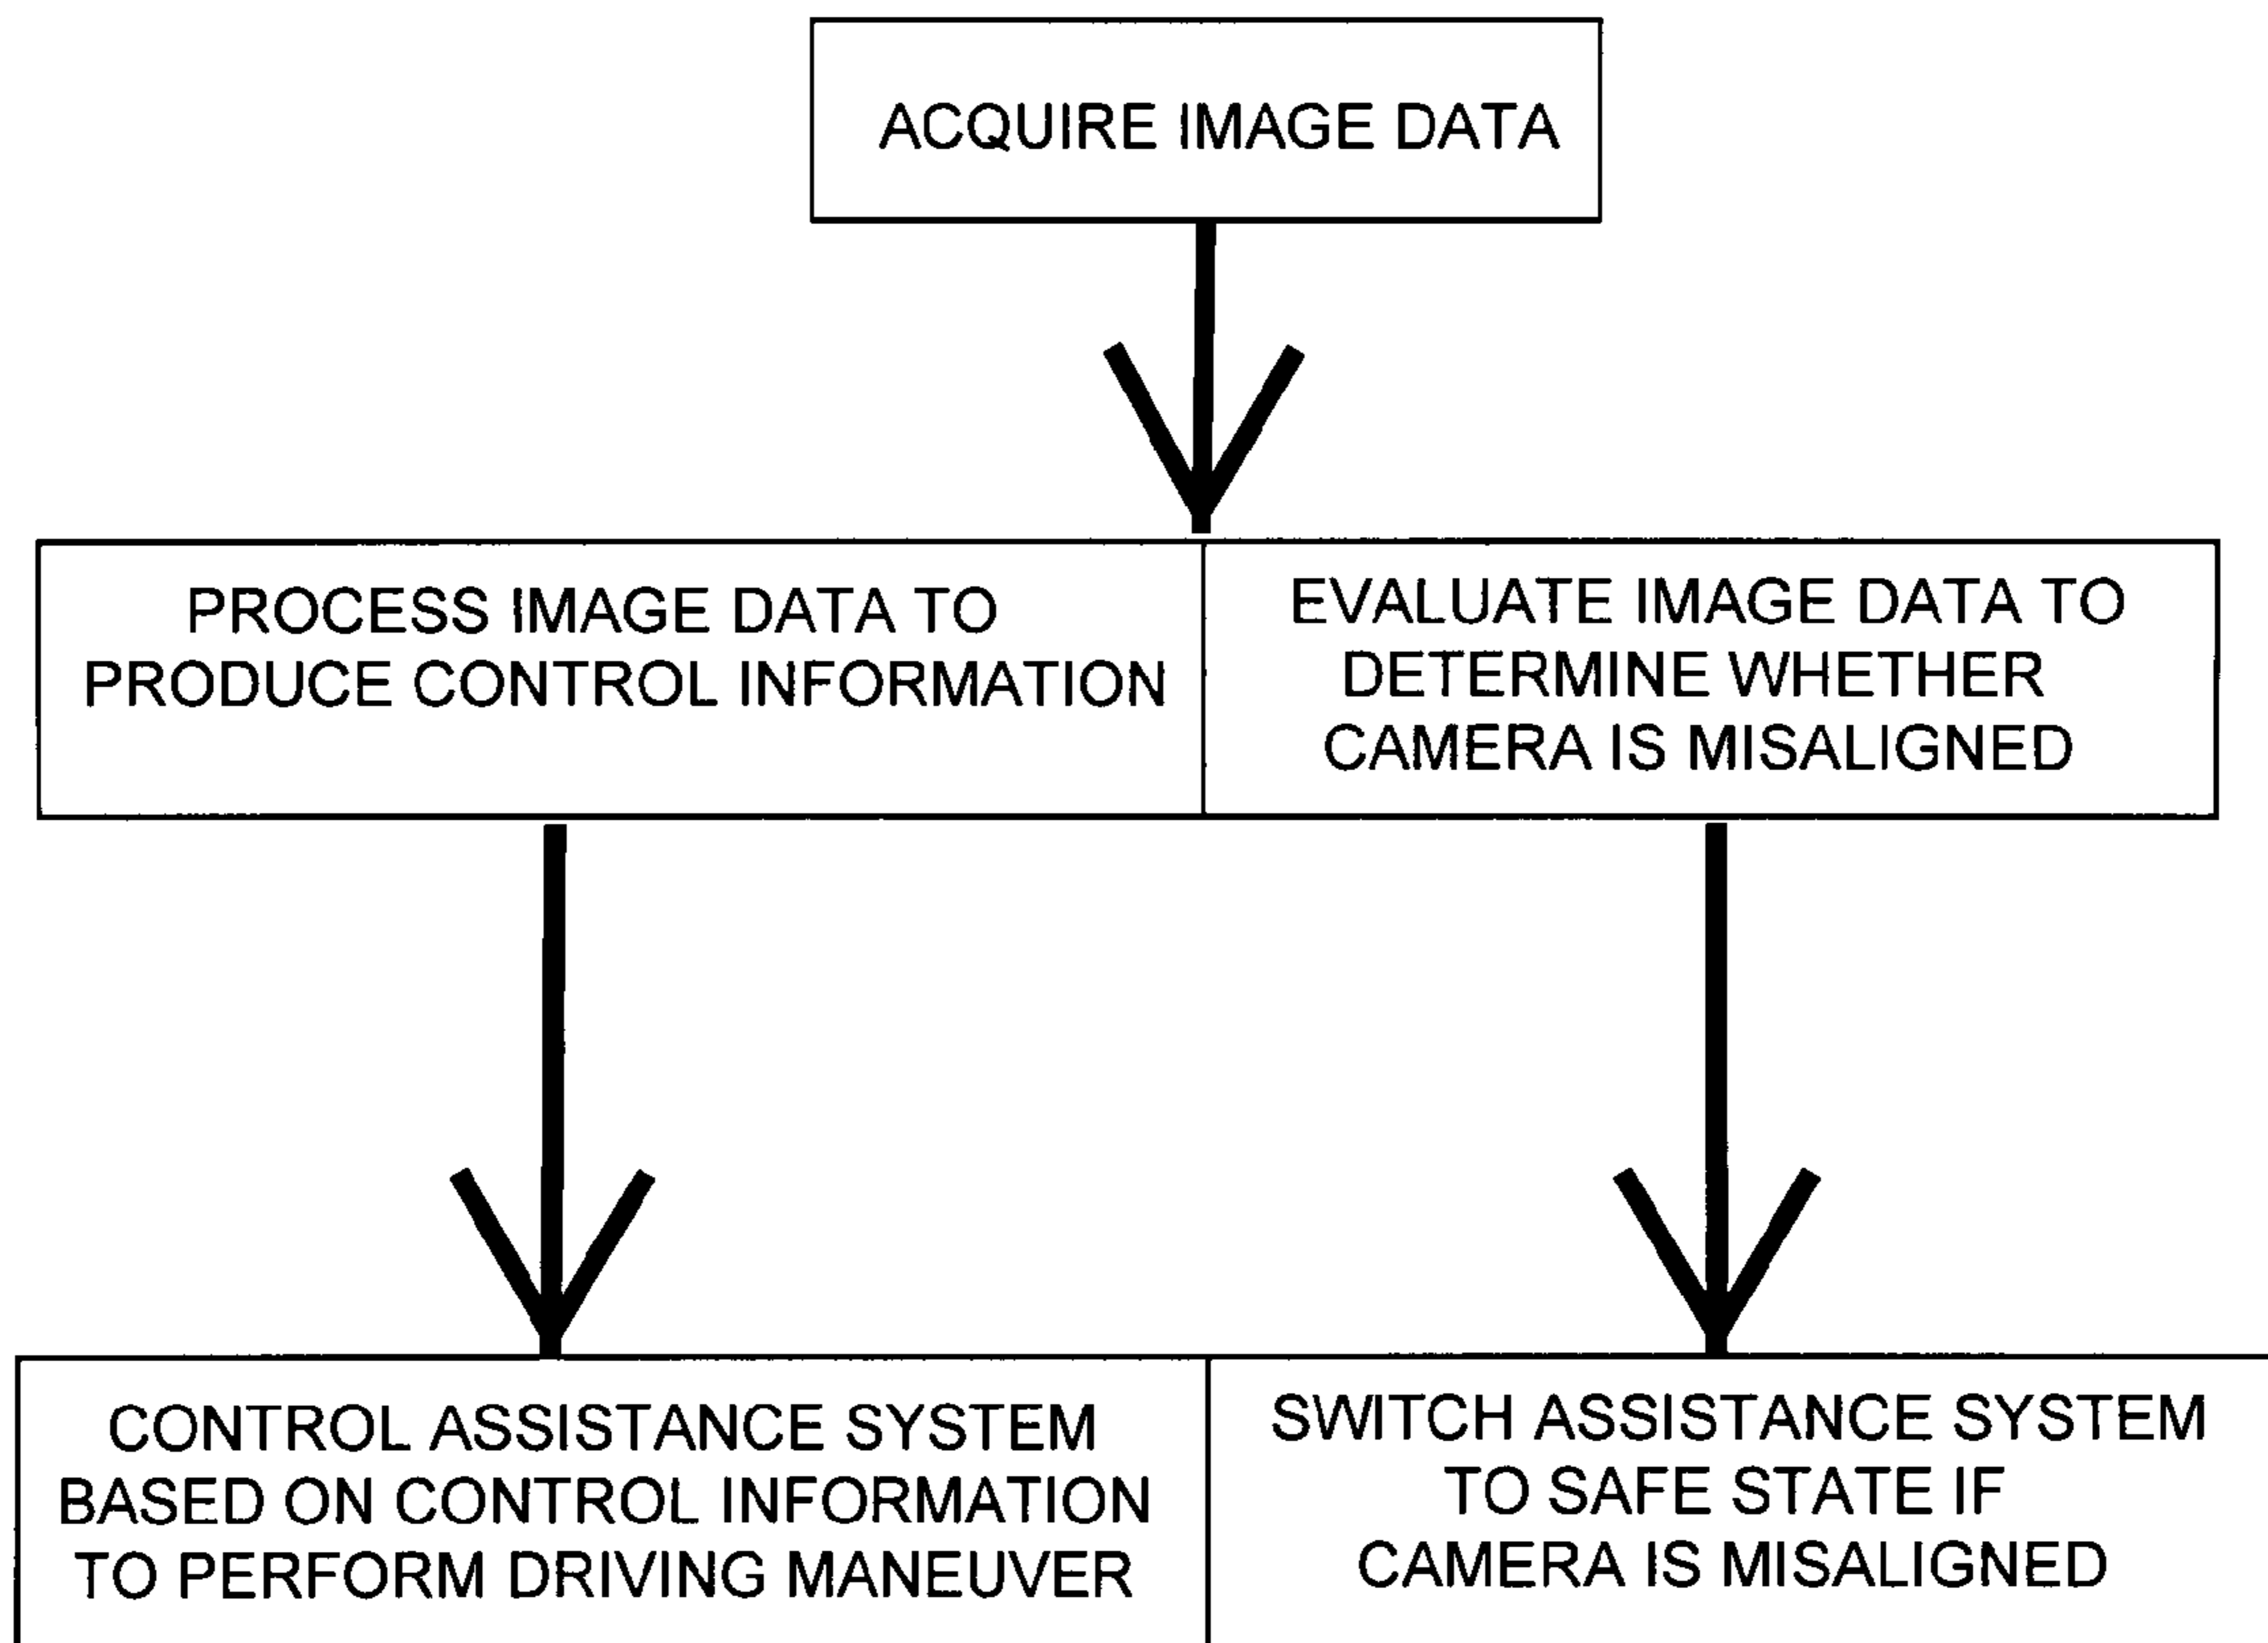 ACQUIRE IMAGE DATA
PROCESS IMAGE DATA TO
PRODUCE CONTROL INFORMATION
EVALUATE IMAGE DATA TO
DETERMINE WHETHER
CAMERA IS MISALIGNED
CONTROL ASSISTANCE SYSTEM
BASED ON CONTROL INFORMATION
TO PERFORM DRIVING MANEUVER
SWITCH ASSISTANCE SYSTEM
TO SAFE STATE IF
CAMERA IS MISALIGNED